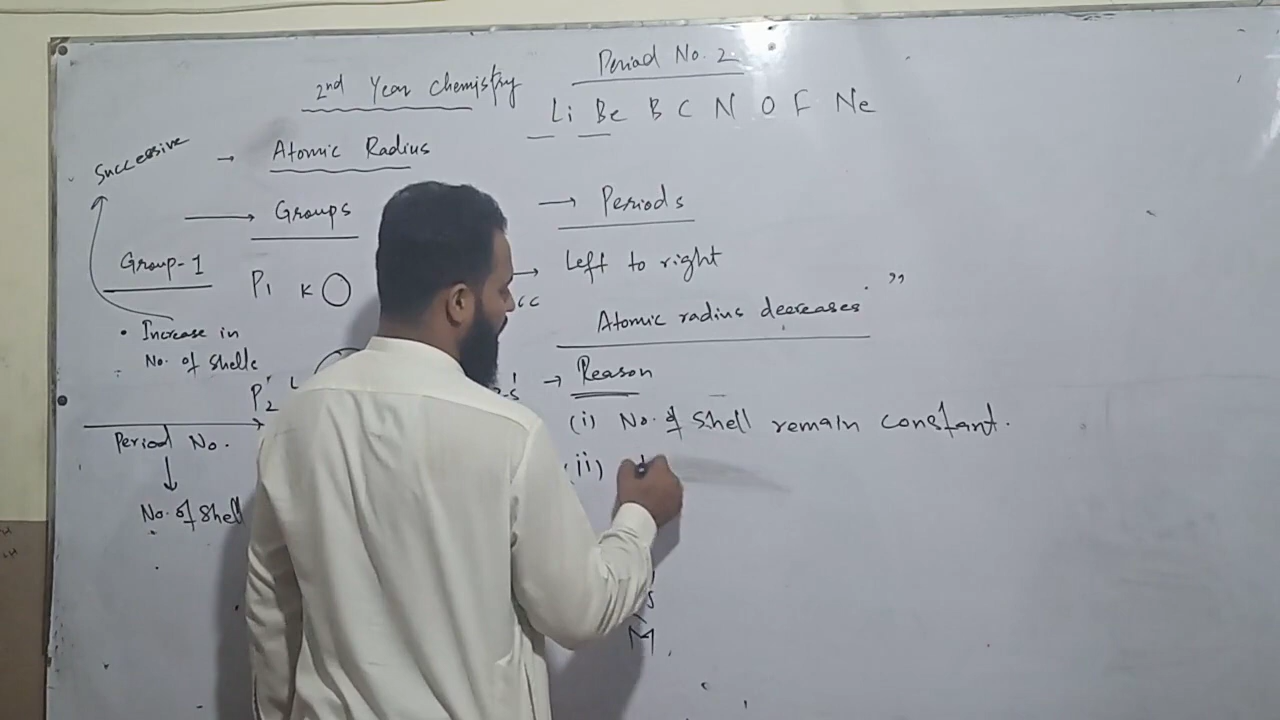 Period No. 2
2nd Year Chemistry
Li Be B C N O F Ne
Successive
→ Atomic Radius
→ Groups
→ Periods
Group-1
P1 K
→ Left to right
Atomic radius decreases"
• Increase in
No. of Shells
P2 L
→ Reason
(i) No. of Shell remain constant.
Period No.
(ii)
No. of Shell
M